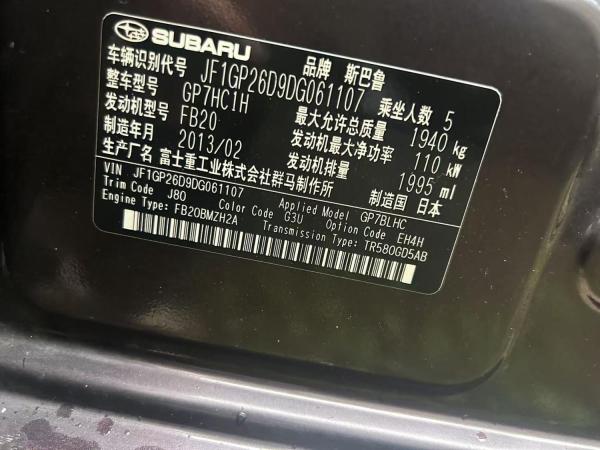 SUBARU 品牌 斯巴鲁
车辆识别代号 JF1GP26D9DG061107 乘坐人数 5
整车型号 GP7HC1H 最大允许总质量 1940 kg
发动机型号 FB20 发动机最大净功率 110 kW
制造年月 2013/02 发动机排量 1995 ml
生产厂名 富士重工业株式会社群马制作所 制造国 日本
VIN JF1GP26D9DG061107 Applied Model GP7BLHC
Trim Code J80 Color Code G3U Option Code EH4H
Engine Type: FB20BMZH2A Transmission Type: TR580GD5AB